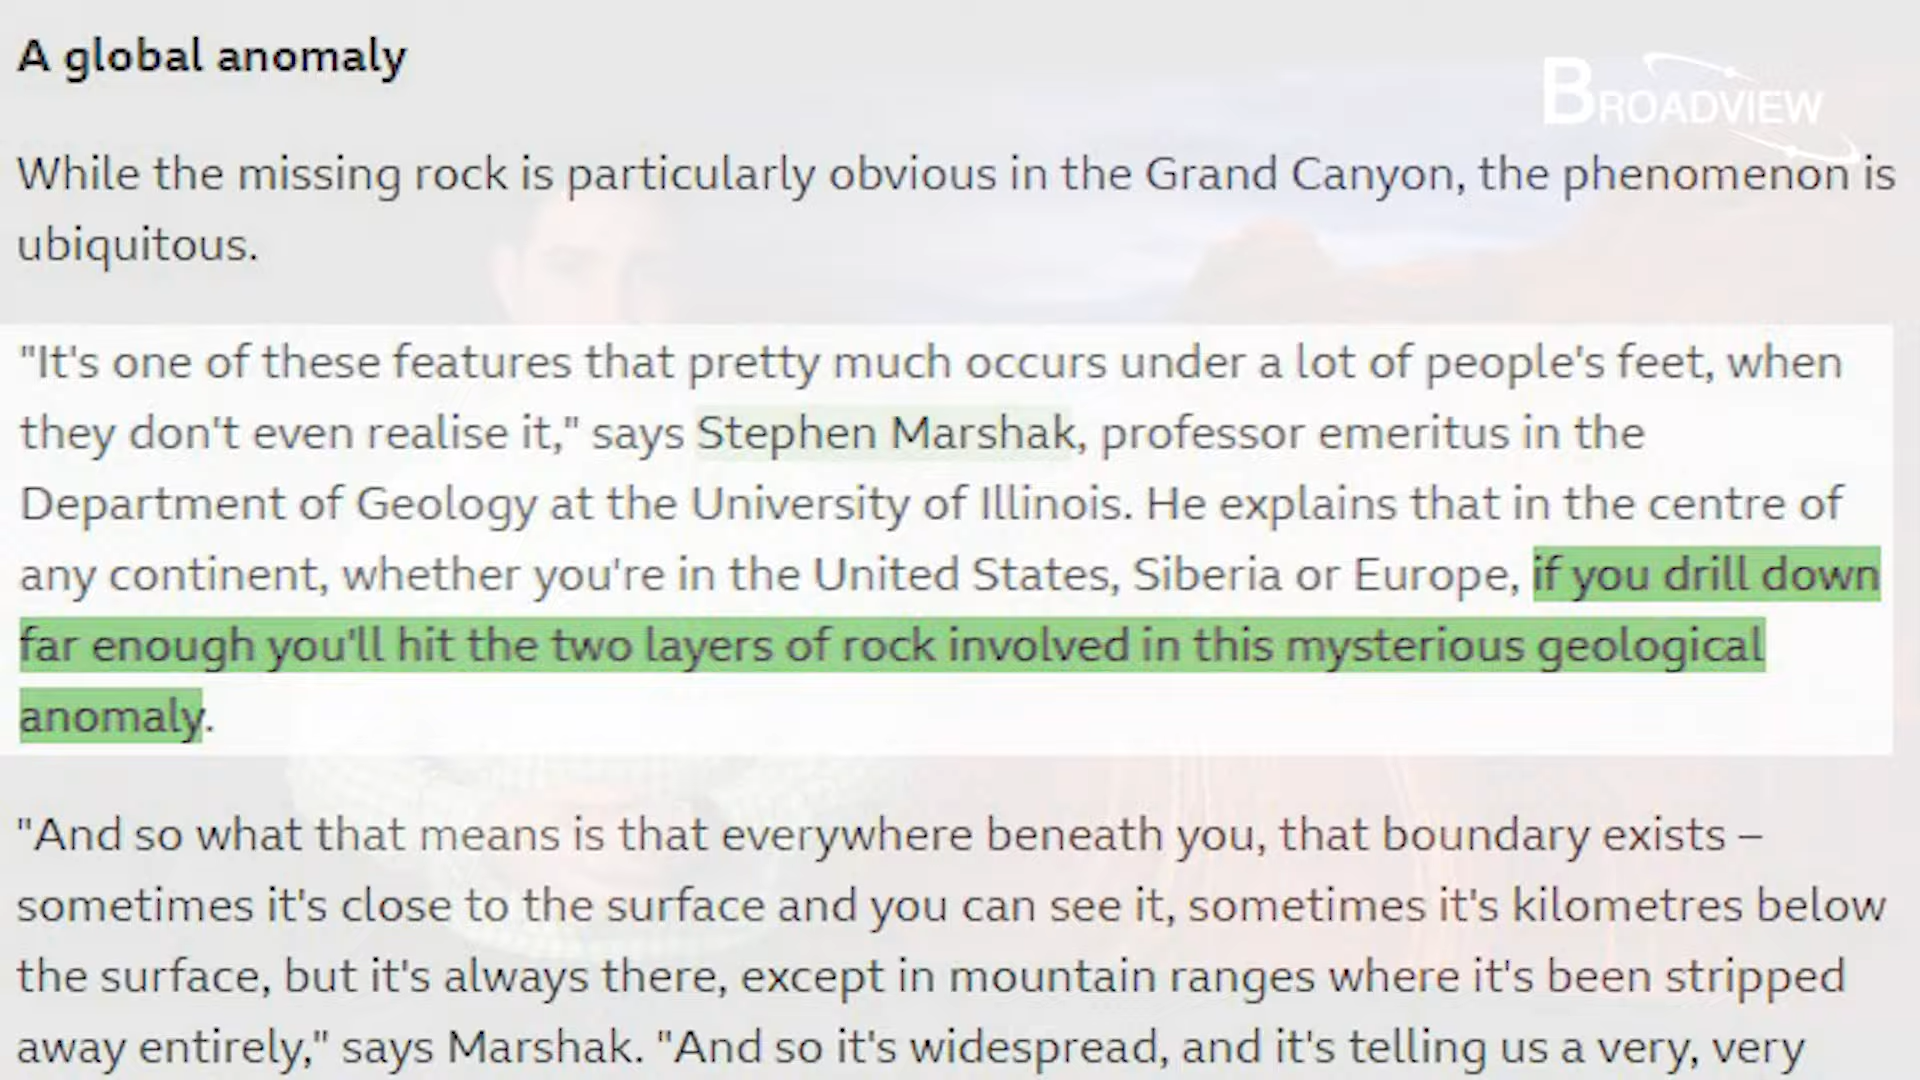 A global anomaly
BROADVIEW
While the missing rock is particularly obvious in the Grand Canyon, the phenomenon is
ubiquitous.
"It's one of these features that pretty much occurs under a lot of people's feet, when
they don't even realise it," says Stephen Marshak, professor emeritus in the
Department of Geology at the University of Illinois. He explains that in the centre of
any continent, whether you're in the United States, Siberia or Europe, if you drill down
far enough you'll hit the two layers of rock involved in this mysterious geological
anomaly.
"And so what that means is that everywhere beneath you, that boundary exists –
sometimes it's close to the surface and you can see it, sometimes it's kilometres below
the surface, but it's always there, except in mountain ranges where it's been stripped
away entirely," says Marshak. "And so it's widespread, and it's telling us a very, very